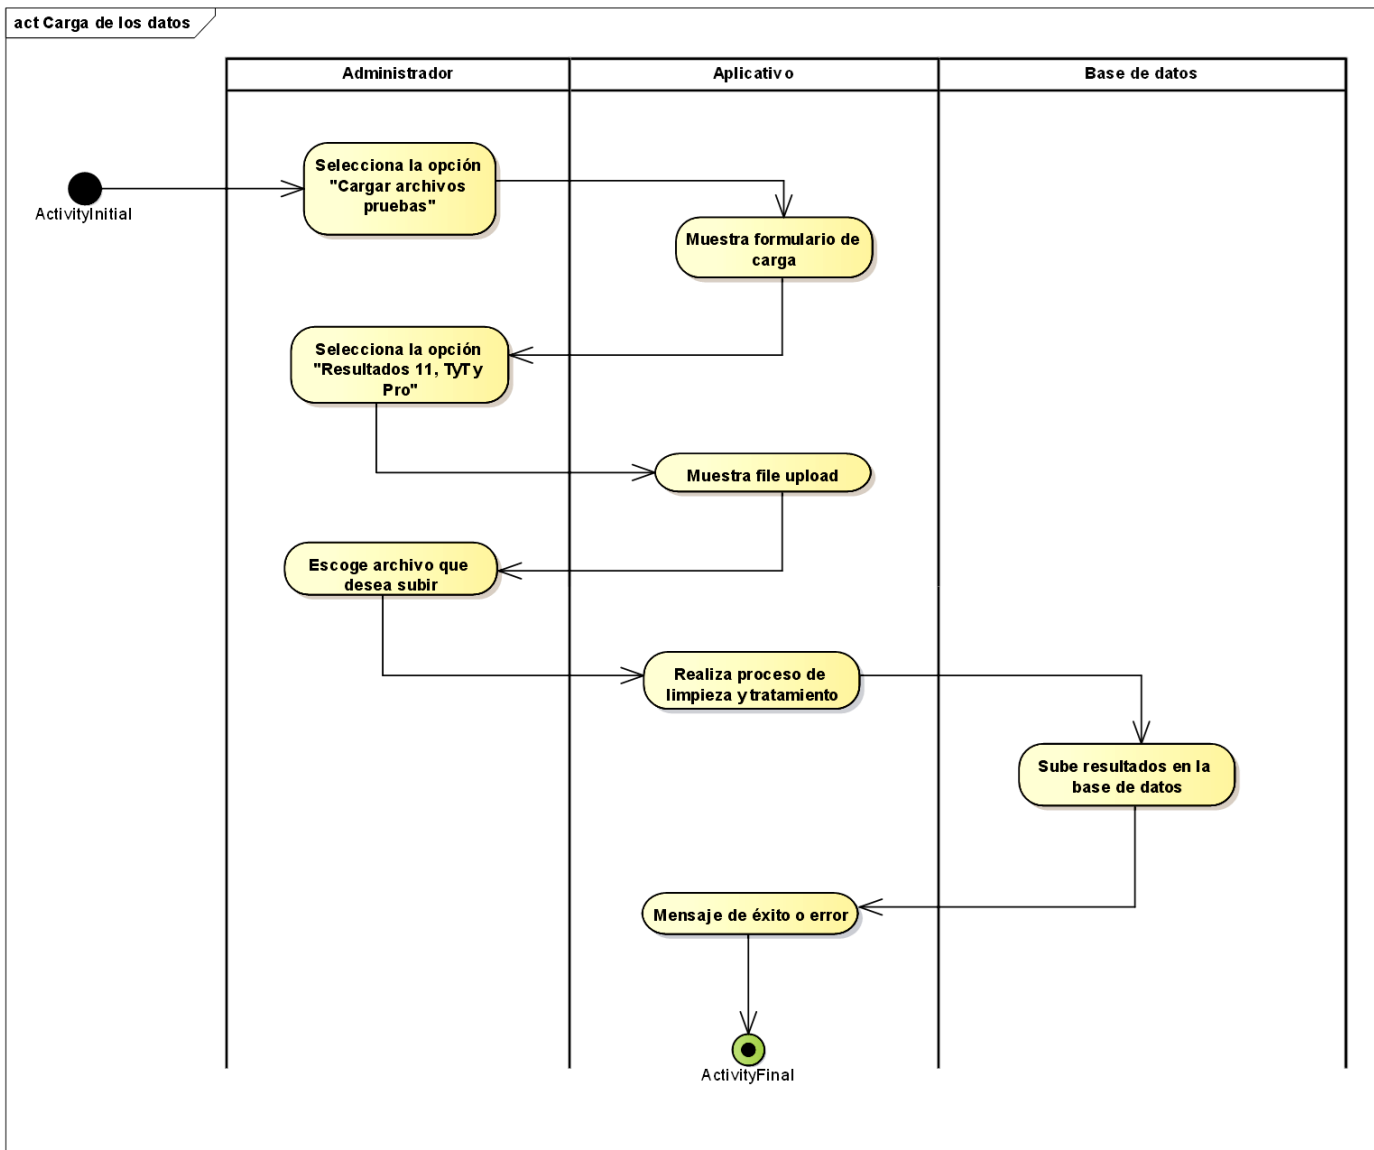 act Carga de los datos
Administrador
Aplicativo
Base de datos
ActivityInitial
Selecciona la opción
"Cargar archivos
pruebas"
Muestra formulario de
carga
Selecciona la opción
"Resultados 11, TyT y
Pro"
Muestra file upload
Escoge archivo que
desea subir
Realiza proceso de
limpieza y tratamiento
Sube resultados en la
base de datos
Mensaje de éxito o error
ActivityFinal